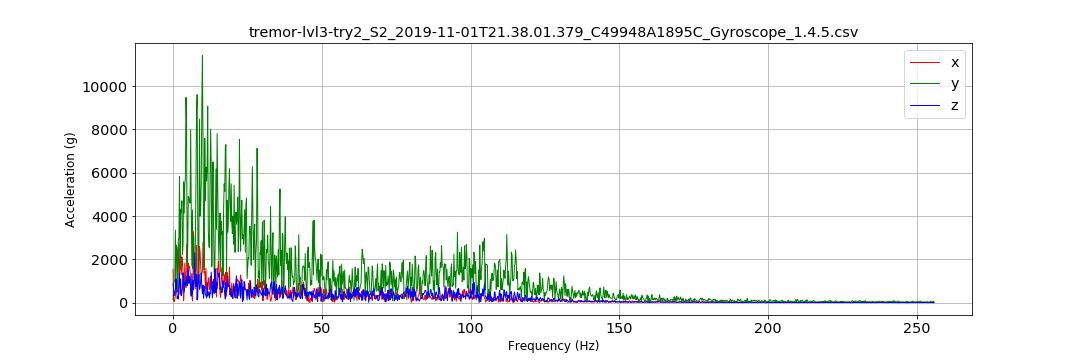 tremor-lvl3-try2_S2_2019-11-01T21.38.01.379_C49948A1895C_Gyroscope_1.4.5.csv
x
y
z
10000
8000
6000
4000
2000
0
Acceleration (g)
0 50 100 150 200 250
Frequency (Hz)